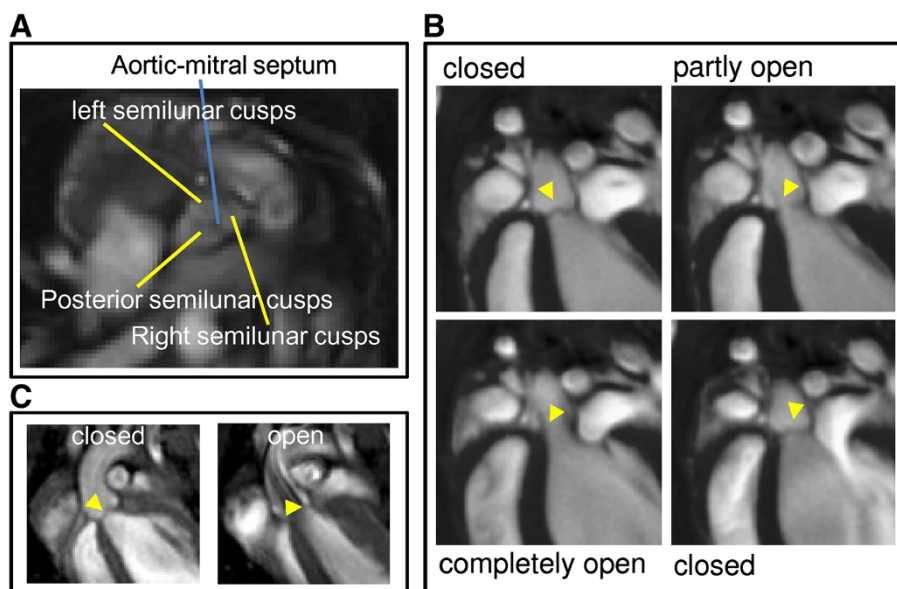 A
Aortic-mitral septum
left semilunar cusps
Posterior semilunar cusps
Right semilunar cusps
B
closed
partly open
completely open
closed
C
closed
open